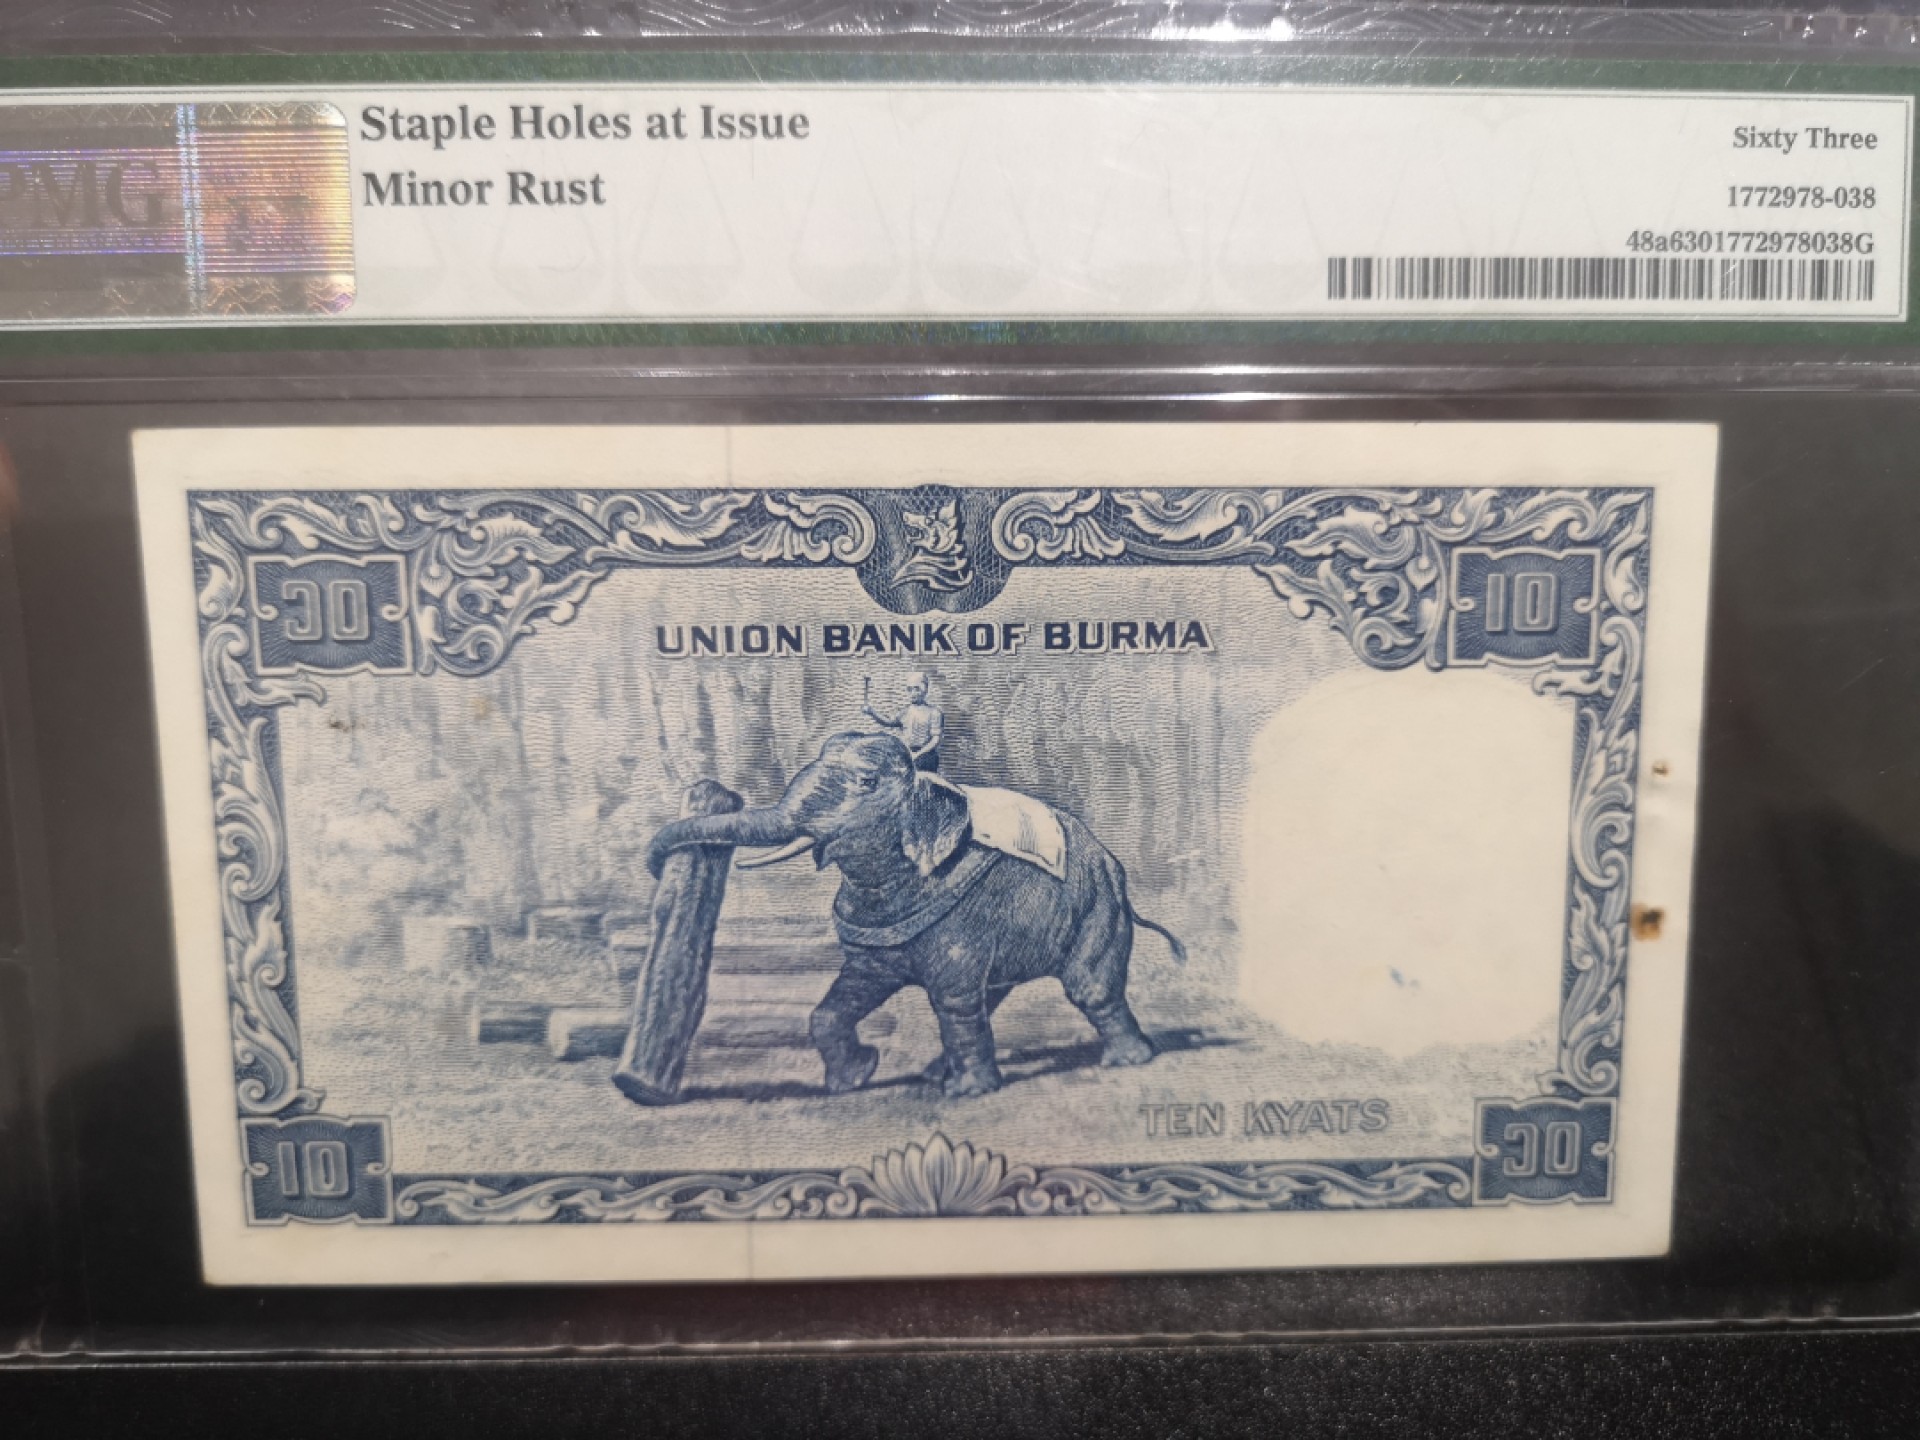 PMG
Staple Holes at Issue
Minor Rust
Sixty Three
1772978-038
48a6301772978038G
၁၀
10
UNION BANK OF BURMA
TEN KYATS
10
၁၀